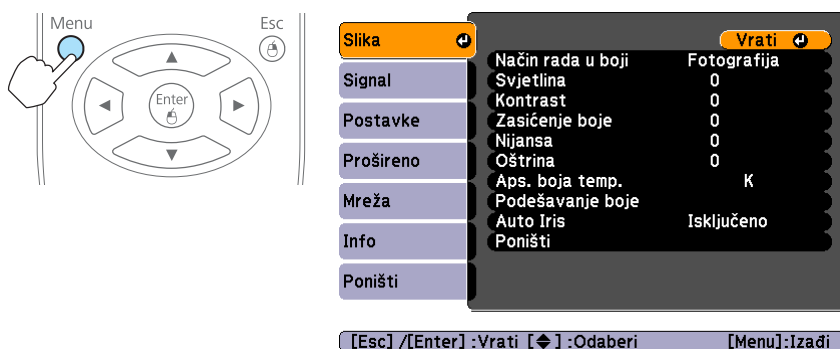 Menu
Esc
Enter
Slika
Signal
Postavke
Prošireno
Mreža
Info
Poništi
Vrati
Način rada u boji Fotografija
Svjetlina 0
Kontrast 0
Zasićenje boje 0
Nijansa 0
Oštrina 0
Aps. boja temp. K
Podešavanje boje
Auto Iris Isključeno
Poništi
[Esc] /[Enter] :Vrati [◆] :Odaberi [Menu]:Izađi